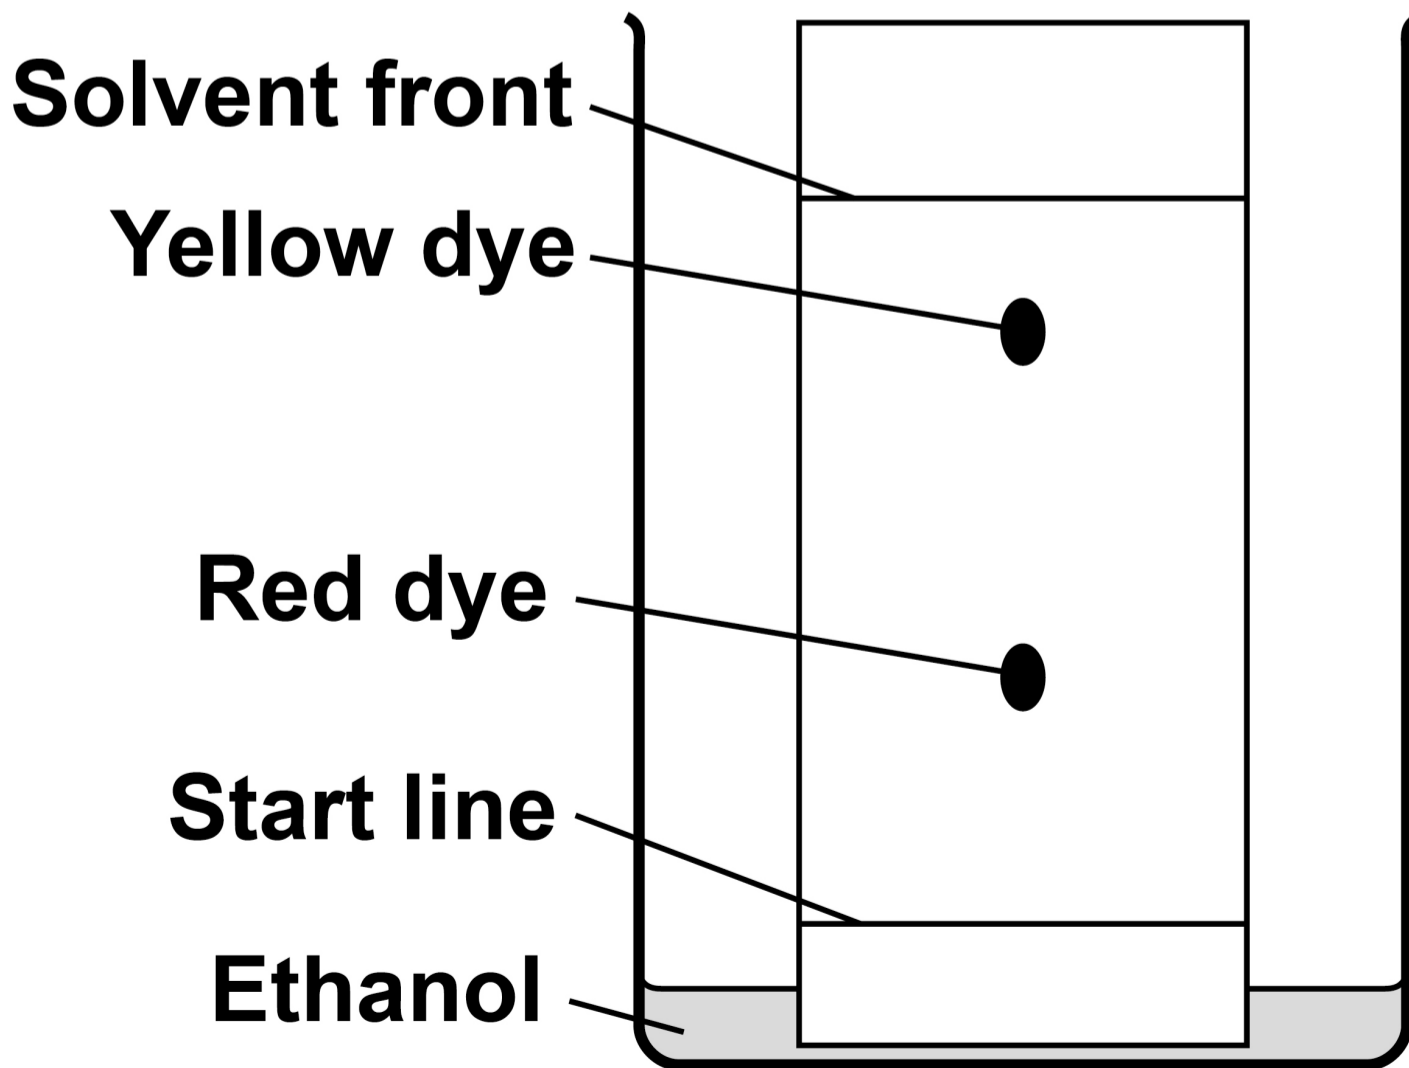 Solvent front
Yellow dye
Red dye
Start line
Ethanol